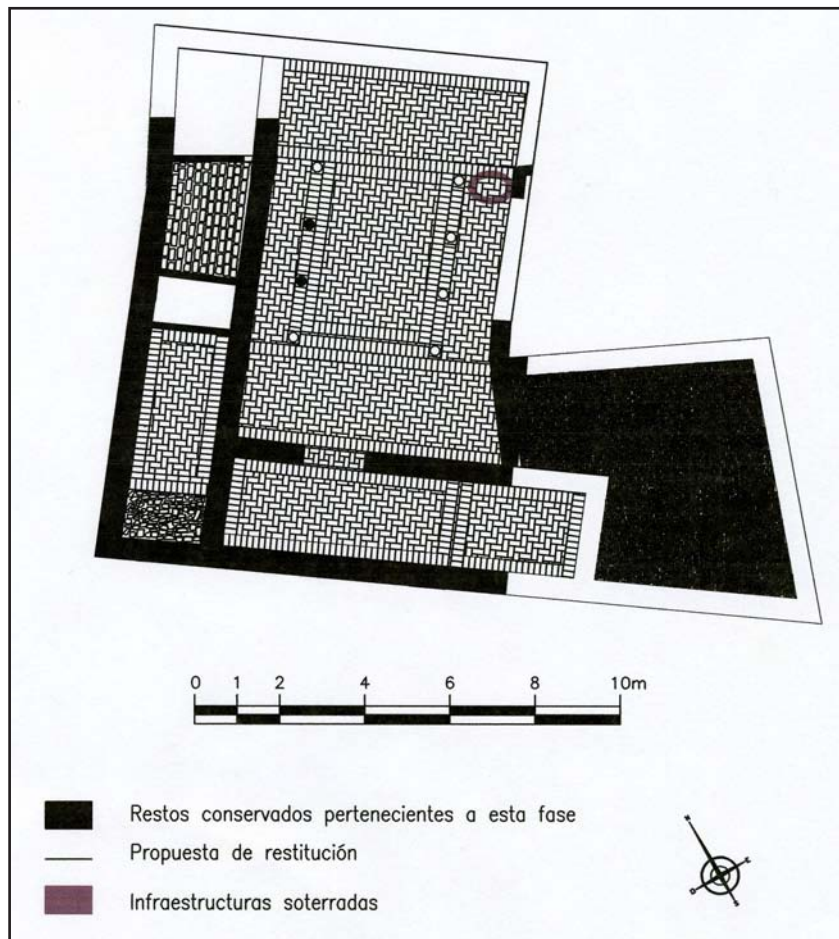 0 1 2 4 6 8 10m
Restos conservados pertenecientes a esta fase
Propuesta de restitución
Infraestructuras soterradas